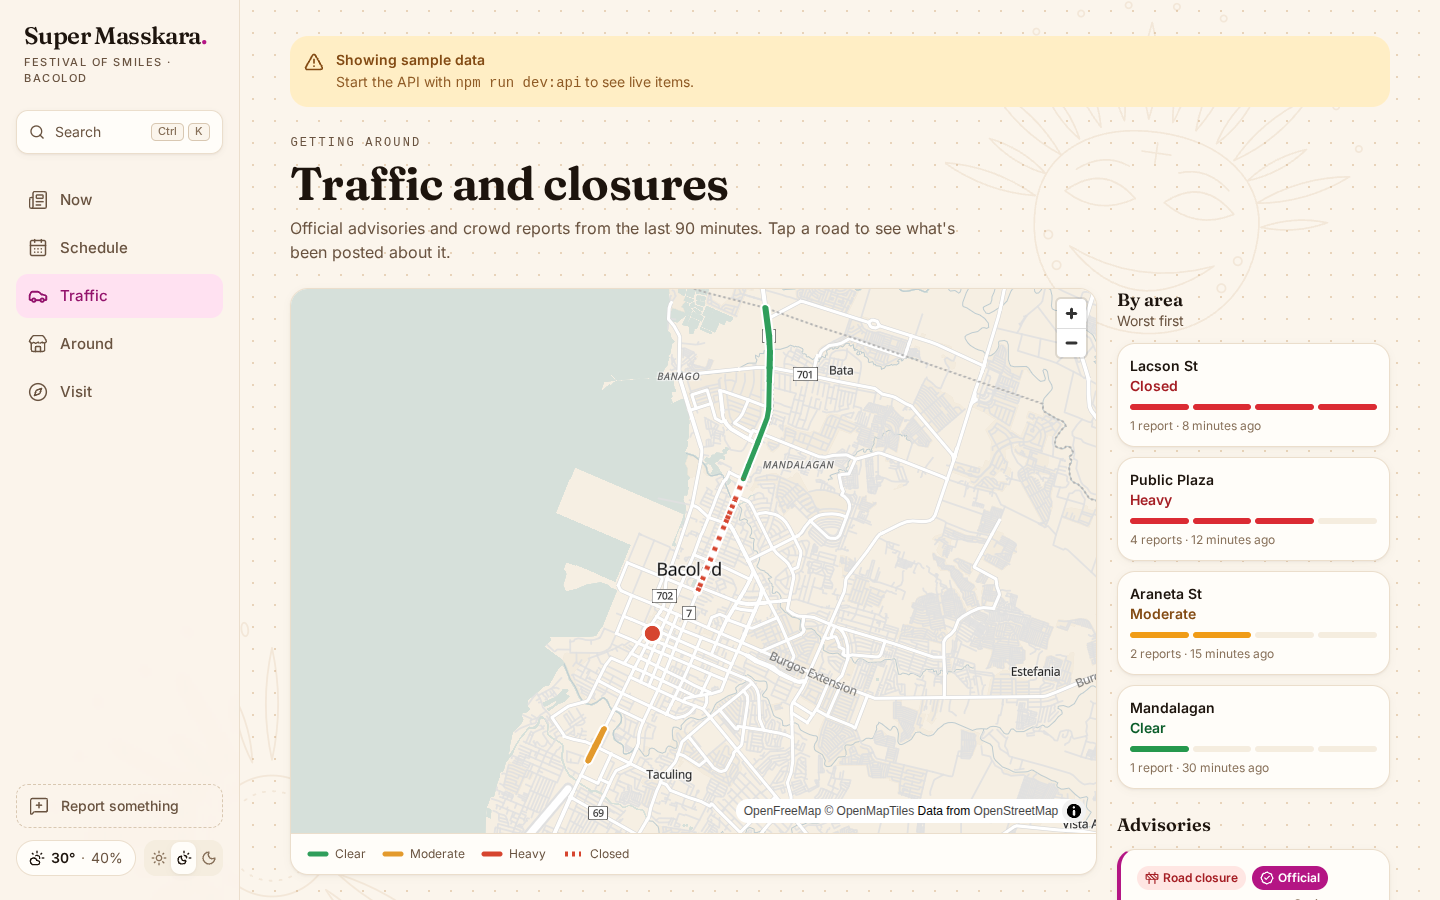 Super Masskara.
FESTIVAL OF SMILES ·
BACOLOD
Search Ctrl K
Now
Schedule
Traffic
Around
Visit
Report something
30° · 40%
Showing sample data
Start the API with npm run dev:api to see live items.
GETTING AROUND
Traffic and closures
Official advisories and crowd reports from the last 90 minutes. Tap a road to see what's
been posted about it.
BANAGO
701
Bata
MANDALAGAN
Bacol d
702
7
Burgos Extension
Estefania
Bur
Taculing
69
OpenFreeMap © OpenMapTiles Data from OpenStreetMap
Vista A
Clear
Moderate
Heavy
Closed
By area
Worst first
Lacson St
Closed
1 report · 8 minutes ago
Public Plaza
Heavy
4 reports · 12 minutes ago
Araneta St
Moderate
2 reports · 15 minutes ago
Mandalagan
Clear
1 report · 30 minutes ago
Advisories
Road closure
Official